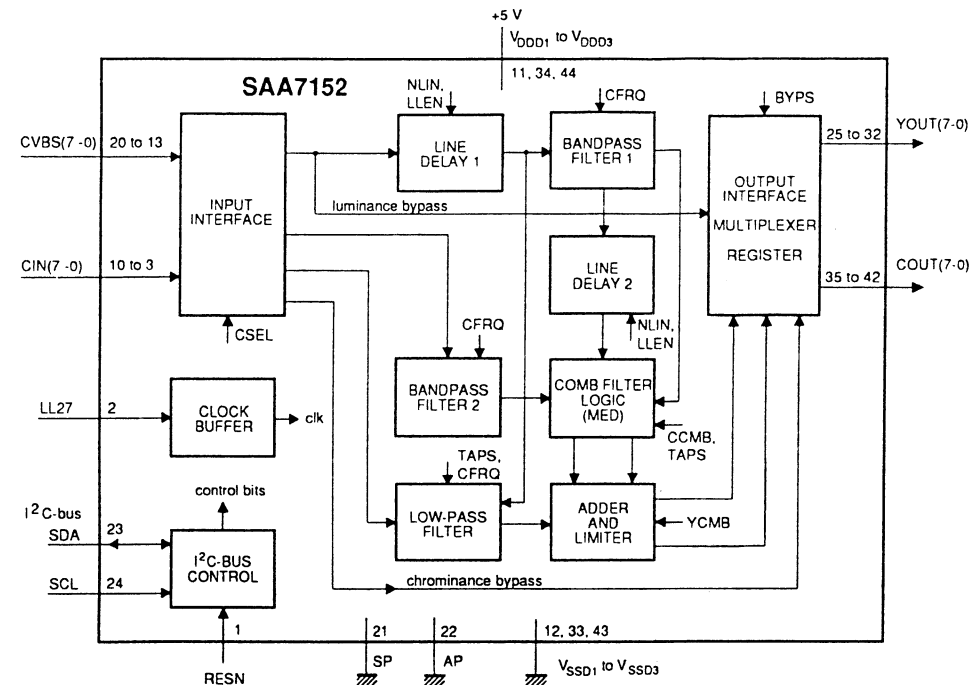 +5 V
VDDD1 to VDDD3
11, 34, 44
SAA7152
NLIN,
LLEN
CFRQ
BYPS
CVBS(7 -0)
20 to 13
INPUT
INTERFACE
LINE
DELAY 1
BANDPASS
FILTER 1
OUTPUT
INTERFACE
MULTIPLEXER
REGISTER
25 to 32
YOUT(7-0)
luminance bypass
CIN(7 -0)
10 to 3
LINE
DELAY 2
35 to 42
COUT(7-0)
CSEL
CFRQ
NLIN,
LLEN
LL27
2
CLOCK
BUFFER
clk
BANDPASS
FILTER 2
COMB FILTER
LOGIC
(MED)
CCMB,
TAPS
TAPS,
CFRQ
control bits
I²C-bus
SDA
23
I²C-BUS
CONTROL
LOW-PASS
FILTER
ADDER
AND
LIMITER
YCMB
SCL
24
chrominance bypass
1
RESN
21
SP
22
AP
12, 33, 43
VSSD1 to VSSD3